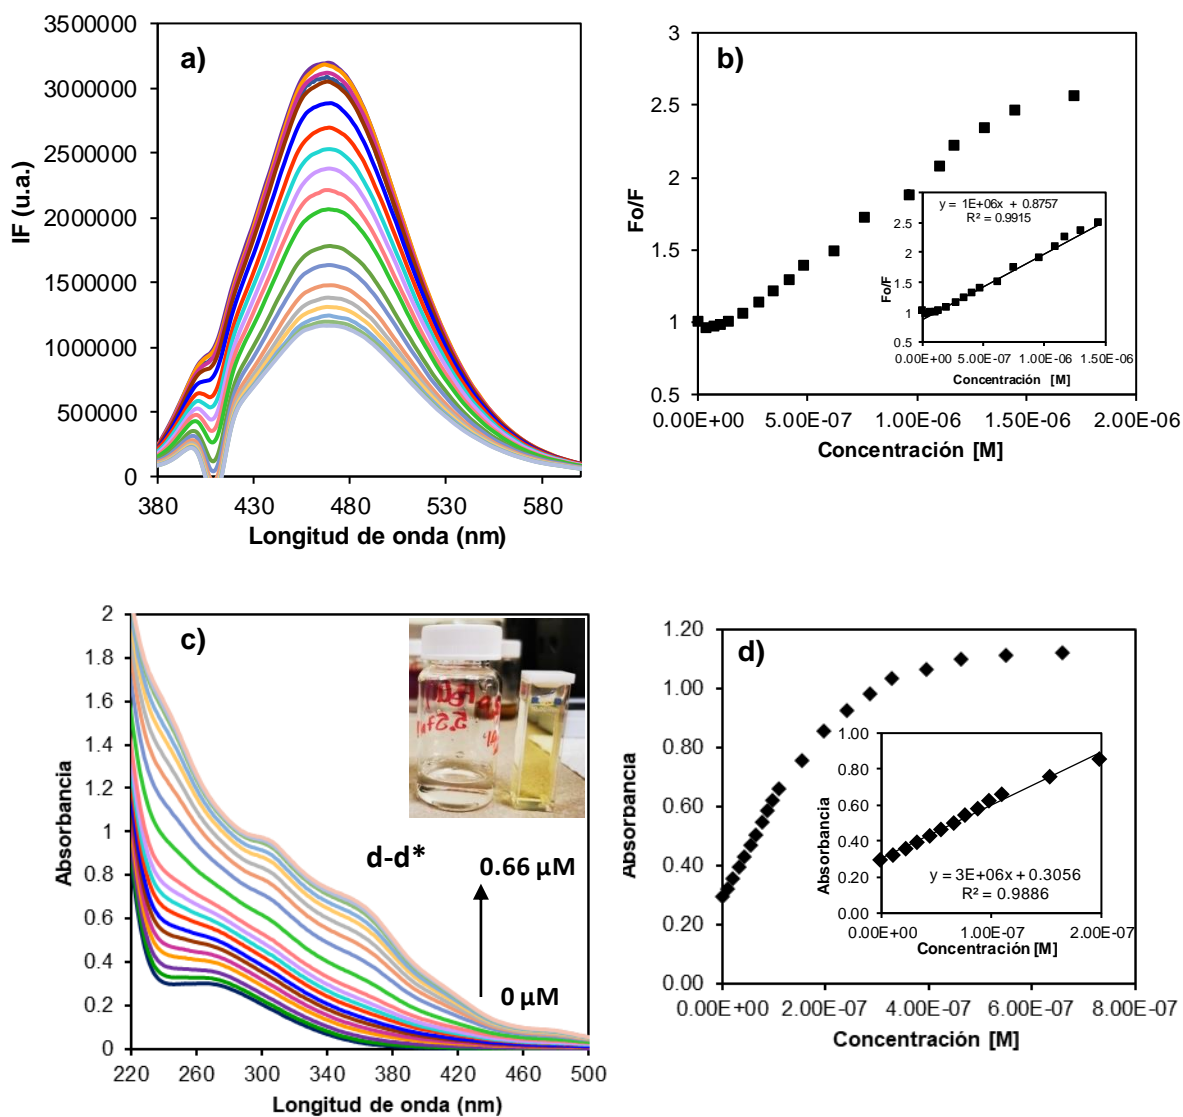 a)
IF (u.a.)
3500000
3000000
2500000
2000000
1500000
1000000
500000
0
380
430
480
530
580
Longitud de onda (nm)
b)
Fo/F
3
2.5
2
1.5
1
0.5
0.00E+00
5.00E-07
1.00E-06
1.50E-06
2.00E-06
Concentración [M]
y = 1E+06x + 0.8757
R² = 0.9915
Fo/F
2.5
2
1.5
1
0.5
0.00E+00
5.00E-07
1.00E-06
1.50E-06
Concentración [M]
c)
Absorbancia
2
1.8
1.6
1.4
1.2
1
0.8
0.6
0.4
0.2
0
220
260
300
340
380
420
460
500
Longitud de onda (nm)
d-d*
0.66 µM
0 µM
d)
Absorbancia
1.20
1.00
0.80
0.60
0.40
0.20
0.00
0.00E+00
2.00E-07
4.00E-07
6.00E-07
8.00E-07
Concentración [M]
Absorbancia
1.00
0.80
0.60
0.40
0.20
0.00
y = 3E+06x + 0.3056
R² = 0.9886
0.00E+00
1.00E-07
2.00E-07
Concentración [M]